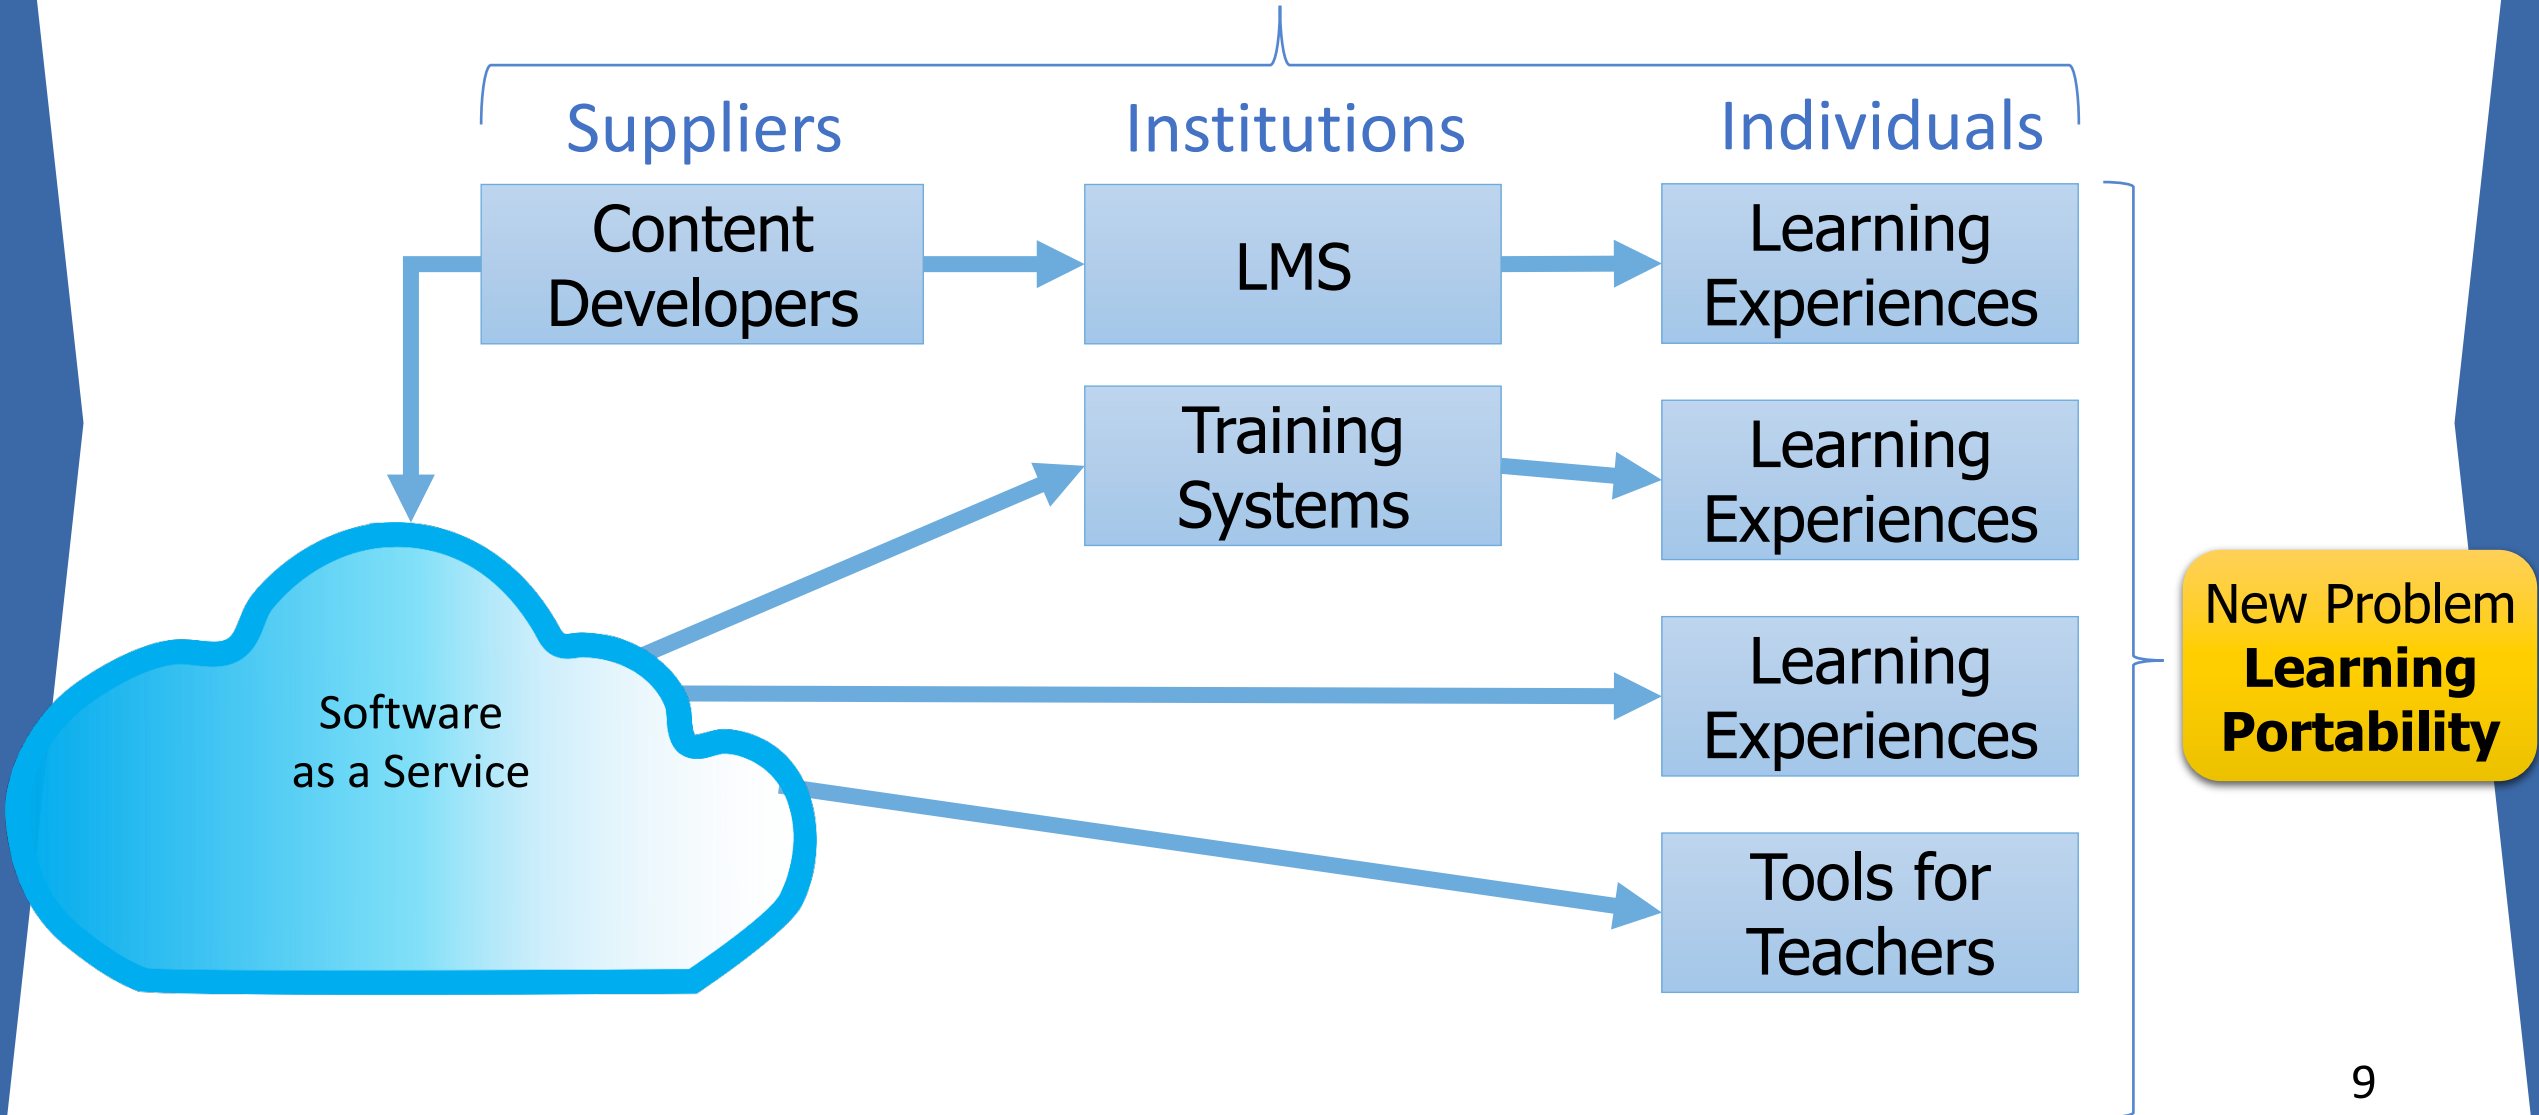 Suppliers
Institutions
Individuals
Content
Developers
LMS
Learning
Experiences
Training
Systems
Learning
Experiences
Software
as a Service
Learning
Experiences
Tools for
Teachers
New Problem
Learning
Portability
9